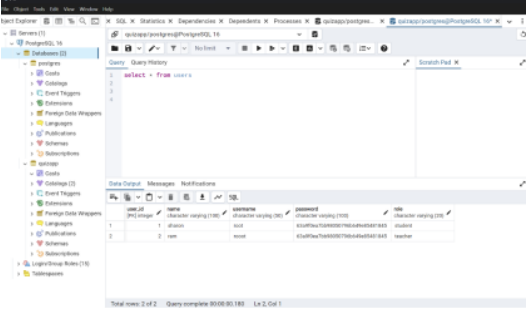 File Object Tools Edit View Window Help
Object Explorer
SQL Statistics Dependencies Dependents Processes quizapp/postgres... quizapp/postgres@PostgreSQL 16*
Servers (1)
PostgreSQL 16
Databases (2)
postgres
Casts
Catalogs
Event Triggers
Extensions
Foreign Data Wrappers
Languages
Publications
Schemas
Subscriptions
quizapp
Casts
Catalogs (2)
Event Triggers
Extensions
Foreign Data Wrappers
Languages
Publications
Schemas
Subscriptions
Login/Group Roles (15)
Tablespaces
quizapp/postgres@PostgreSQL 16
No limit
Query Query History
Scratch Pad
1 select * from users
2
3
4
Data Output Messages Notifications
SQL
user_id name username password role
[PK] integer character varying (100) character varying (50) character varying (100) character varying (20)
1 1 student
2 2 ram teacher
Total rows: 2 of 2 Query complete 00:00:00.180 Ln 2, Col 1